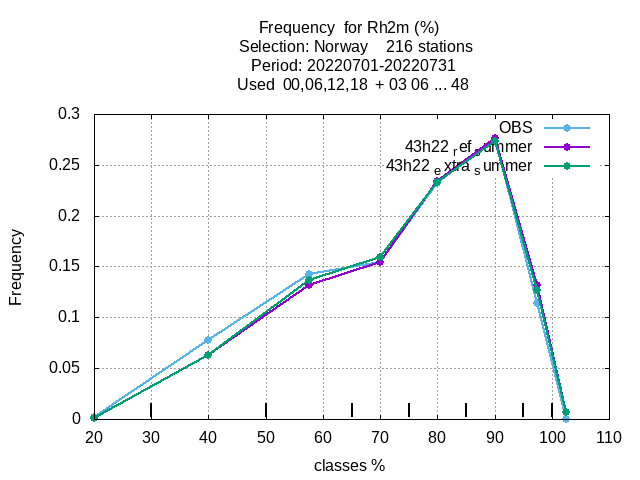 Frequency  for Rh2m (%)
Selection: Norway    216 stations
Period: 20220701-20220731
Used  00,06,12,18  + 03 06 ... 48
0.3
0.25
0.2
0.15
0.1
0.05
0
Frequency
OBS
43h22_ref_summer
43h22_extra_summer
20 30 40 50 60 70 80 90 100 110
classes %